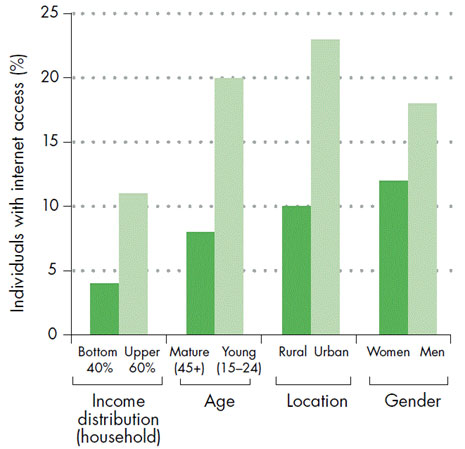 Individuals with internet access (%)
25
20
15
10
5
0
Bottom Upper Mature Young Rural Urban Women Men
40% 60% (45+) (15–24)
Income Age Location Gender
distribution
(household)